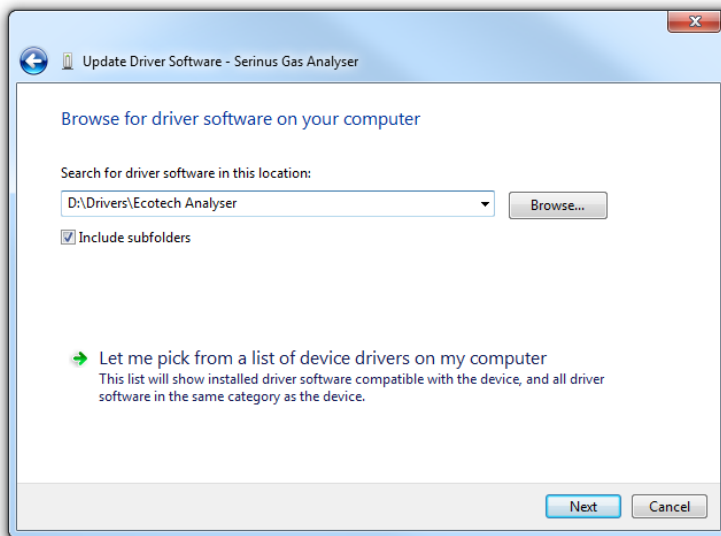 Update Driver Software - Serinus Gas Analyser
Browse for driver software on your computer
Search for driver software in this location:
D:\Drivers\Ecotech Analyser
Browse...
Include subfolders
Let me pick from a list of device drivers on my computer
This list will show installed driver software compatible with the device, and all driver
software in the same category as the device.
Next
Cancel